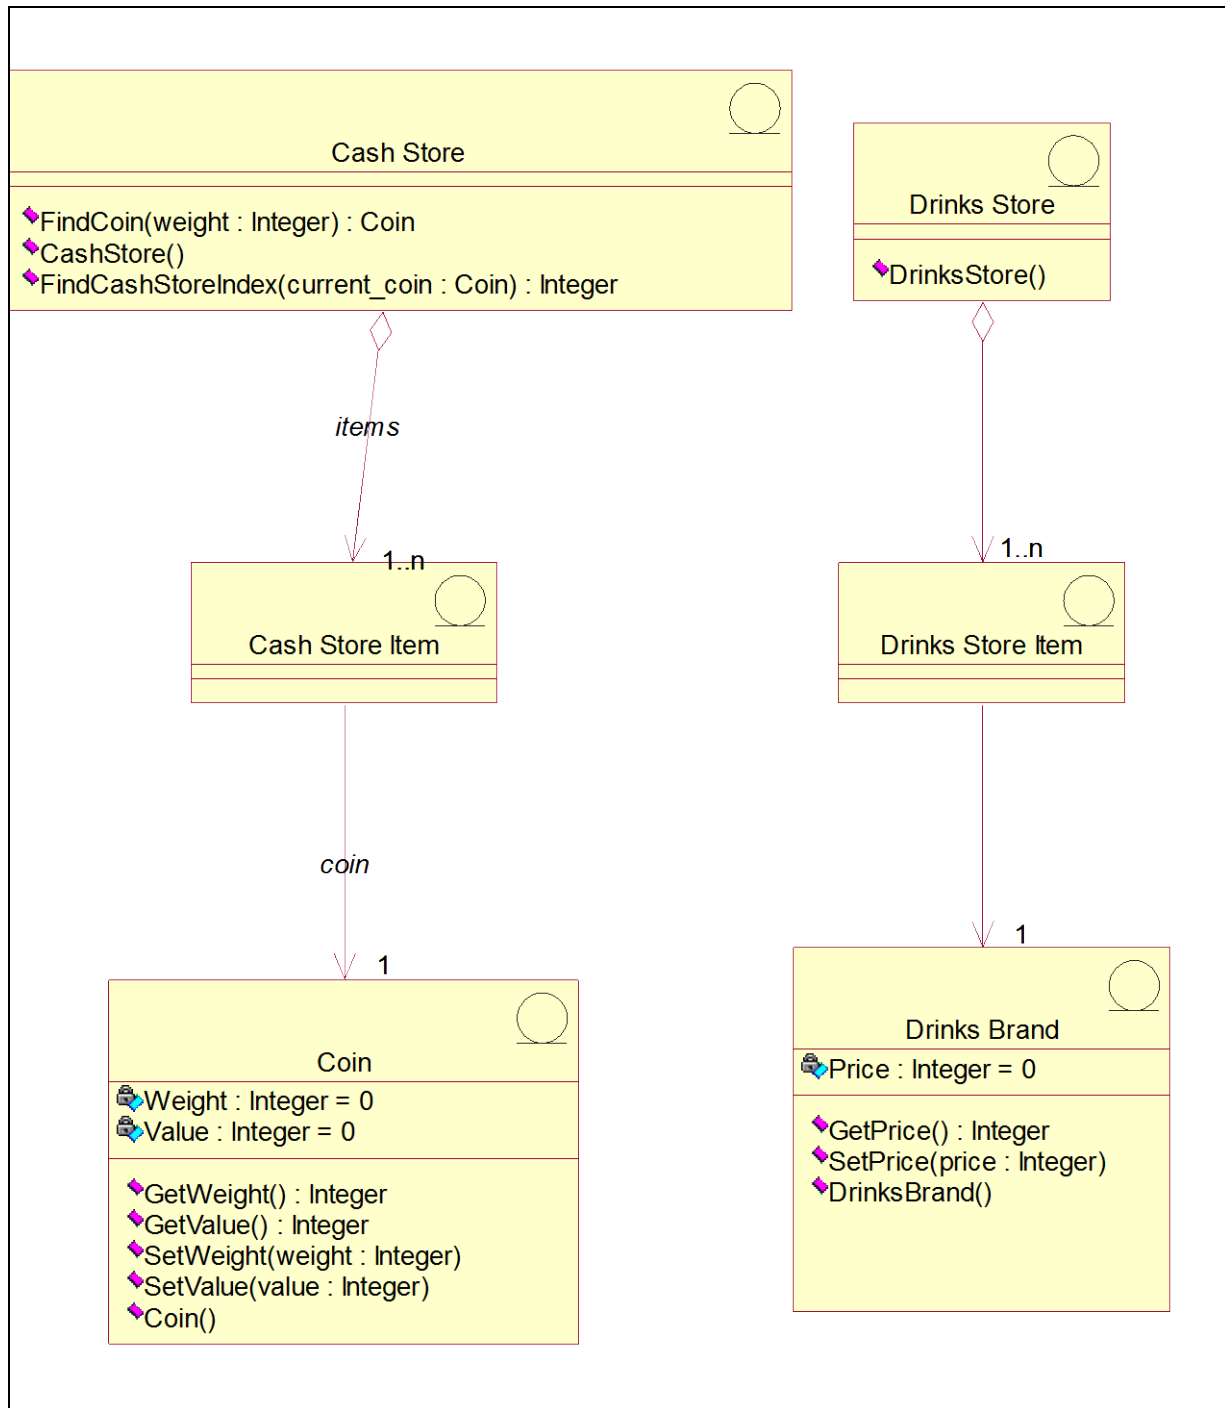 Cash Store
FindCoin(weight : Integer) : Coin
CashStore()
FindCashStoreIndex(current_coin : Coin) : Integer
Drinks Store
DrinksStore()
items
1..n
1..n
Cash Store Item
Drinks Store Item
coin
1
1
Coin
Weight : Integer = 0
Value : Integer = 0
GetWeight() : Integer
GetValue() : Integer
SetWeight(weight : Integer)
SetValue(value : Integer)
Coin()
Drinks Brand
Price : Integer = 0
GetPrice() : Integer
SetPrice(price : Integer)
DrinksBrand()